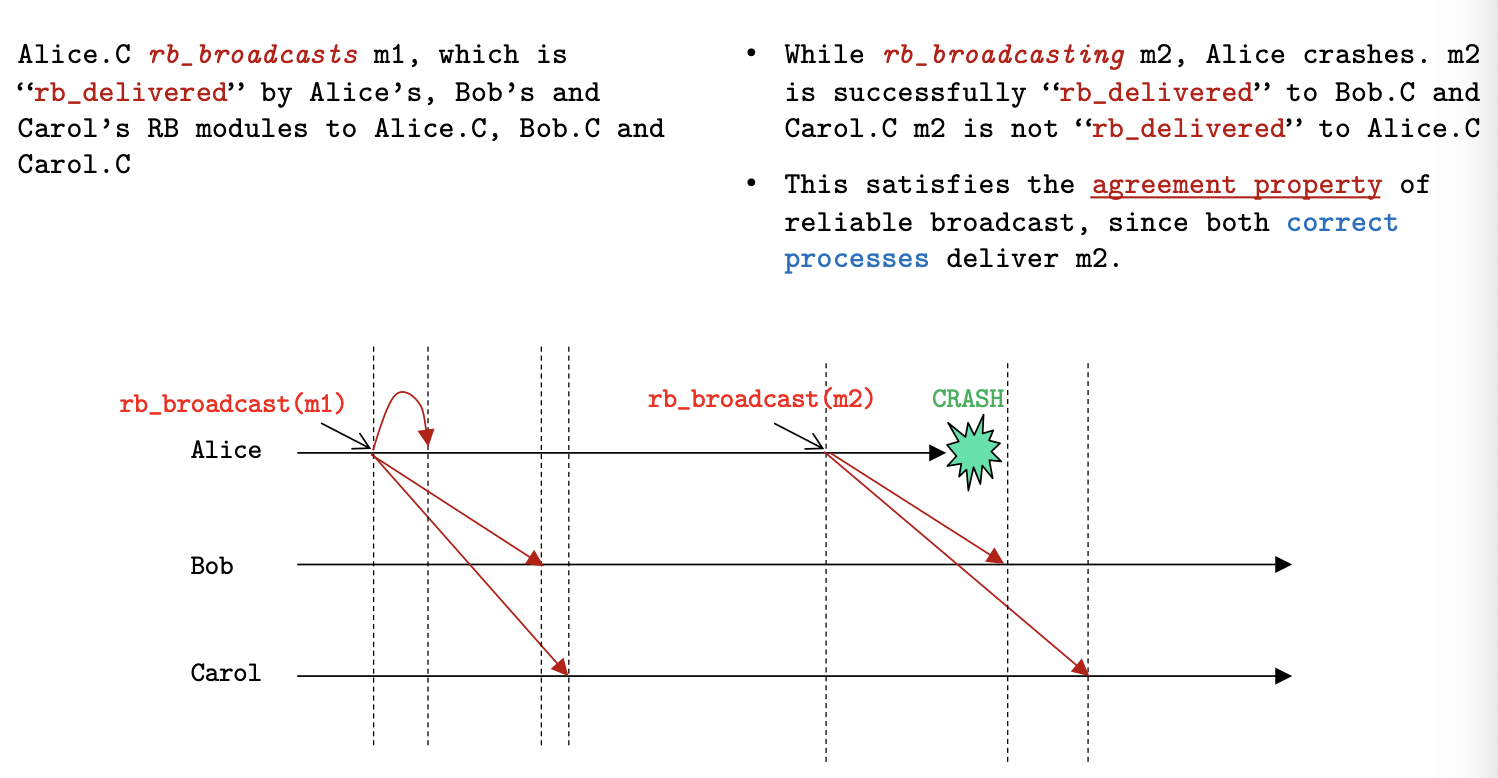 Alice.C rb_broadcasts m1, which is
“rb_delivered” by Alice’s, Bob’s and
Carol’s RB modules to Alice.C, Bob.C and
Carol.C
• While rb_broadcasting m2, Alice crashes. m2
is successfully “rb_delivered” to Bob.C and
Carol.C m2 is not “rb_delivered” to Alice.C
• This satisfies the agreement property of
reliable broadcast, since both correct
processes deliver m2.
rb_broadcast(m1)
rb_broadcast(m2)
CRASH
Alice
Bob
Carol